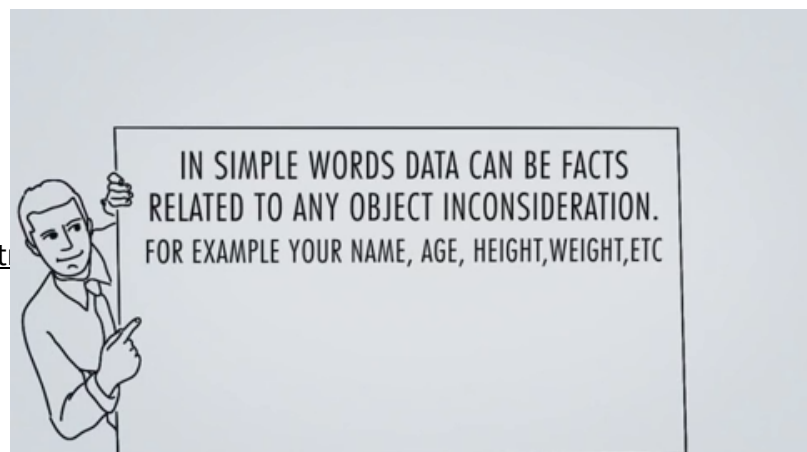 IN SIMPLE WORDS DATA CAN BE FACTS
RELATED TO ANY OBJECT INCONSIDERATION.
FOR EXAMPLE YOUR NAME, AGE, HEIGHT,WEIGHT,ETC